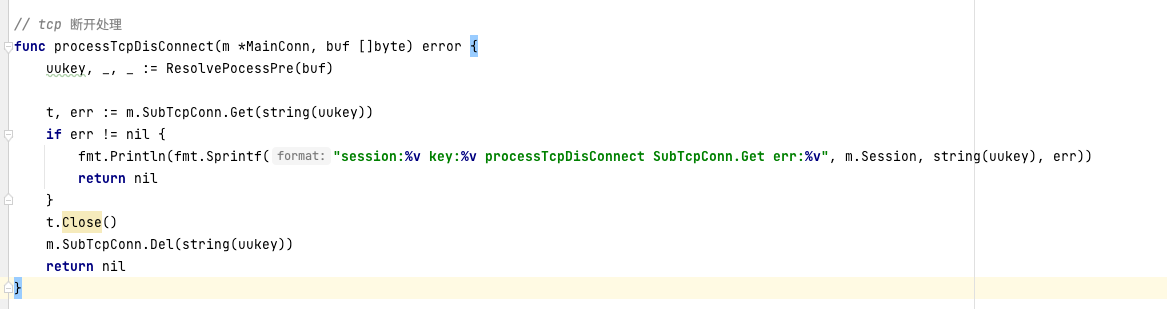 // tcp 断开处理
func processTcpDisConnect(m *MainConn, buf []byte) error {
    uukey, _, _ := ResolvePocessPre(buf)
    t, err := m.SubTcpConn.Get(string(uukey))
    if err != nil {
        fmt.Println(fmt.Sprintf( format: "session:%v key:%v processTcpDisConnect SubTcpConn.Get err:%v", m.Session, string(uukey), err))
        return nil
    }
    t.Close()
    m.SubTcpConn.Del(string(uukey))
    return nil
}